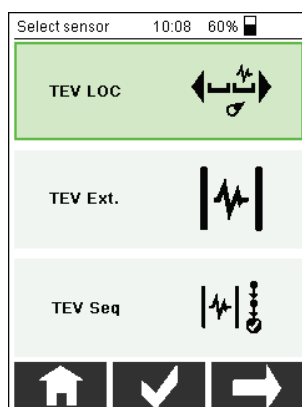 Select sensor 10:08 60%
TEV LOC
TEV Ext.
TEV Seq